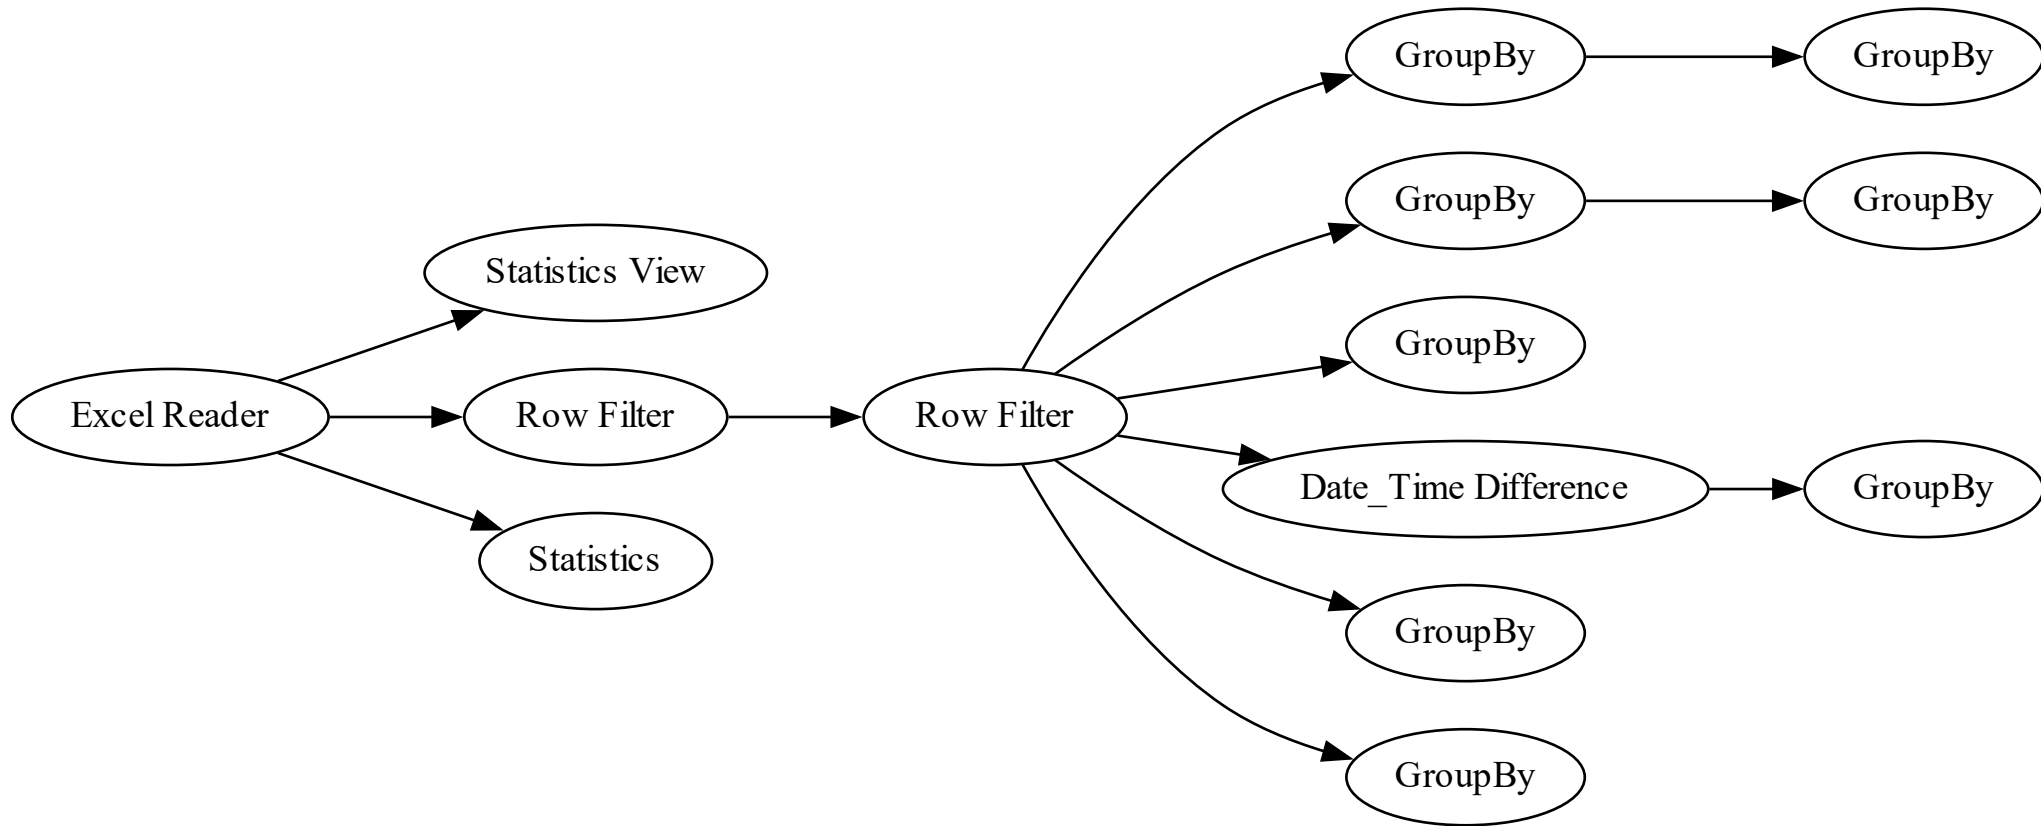 GroupBy
GroupBy
GroupBy
GroupBy
Statistics View
GroupBy
Excel Reader
Row Filter
Row Filter
Date_Time Difference
GroupBy
Statistics
GroupBy
GroupBy